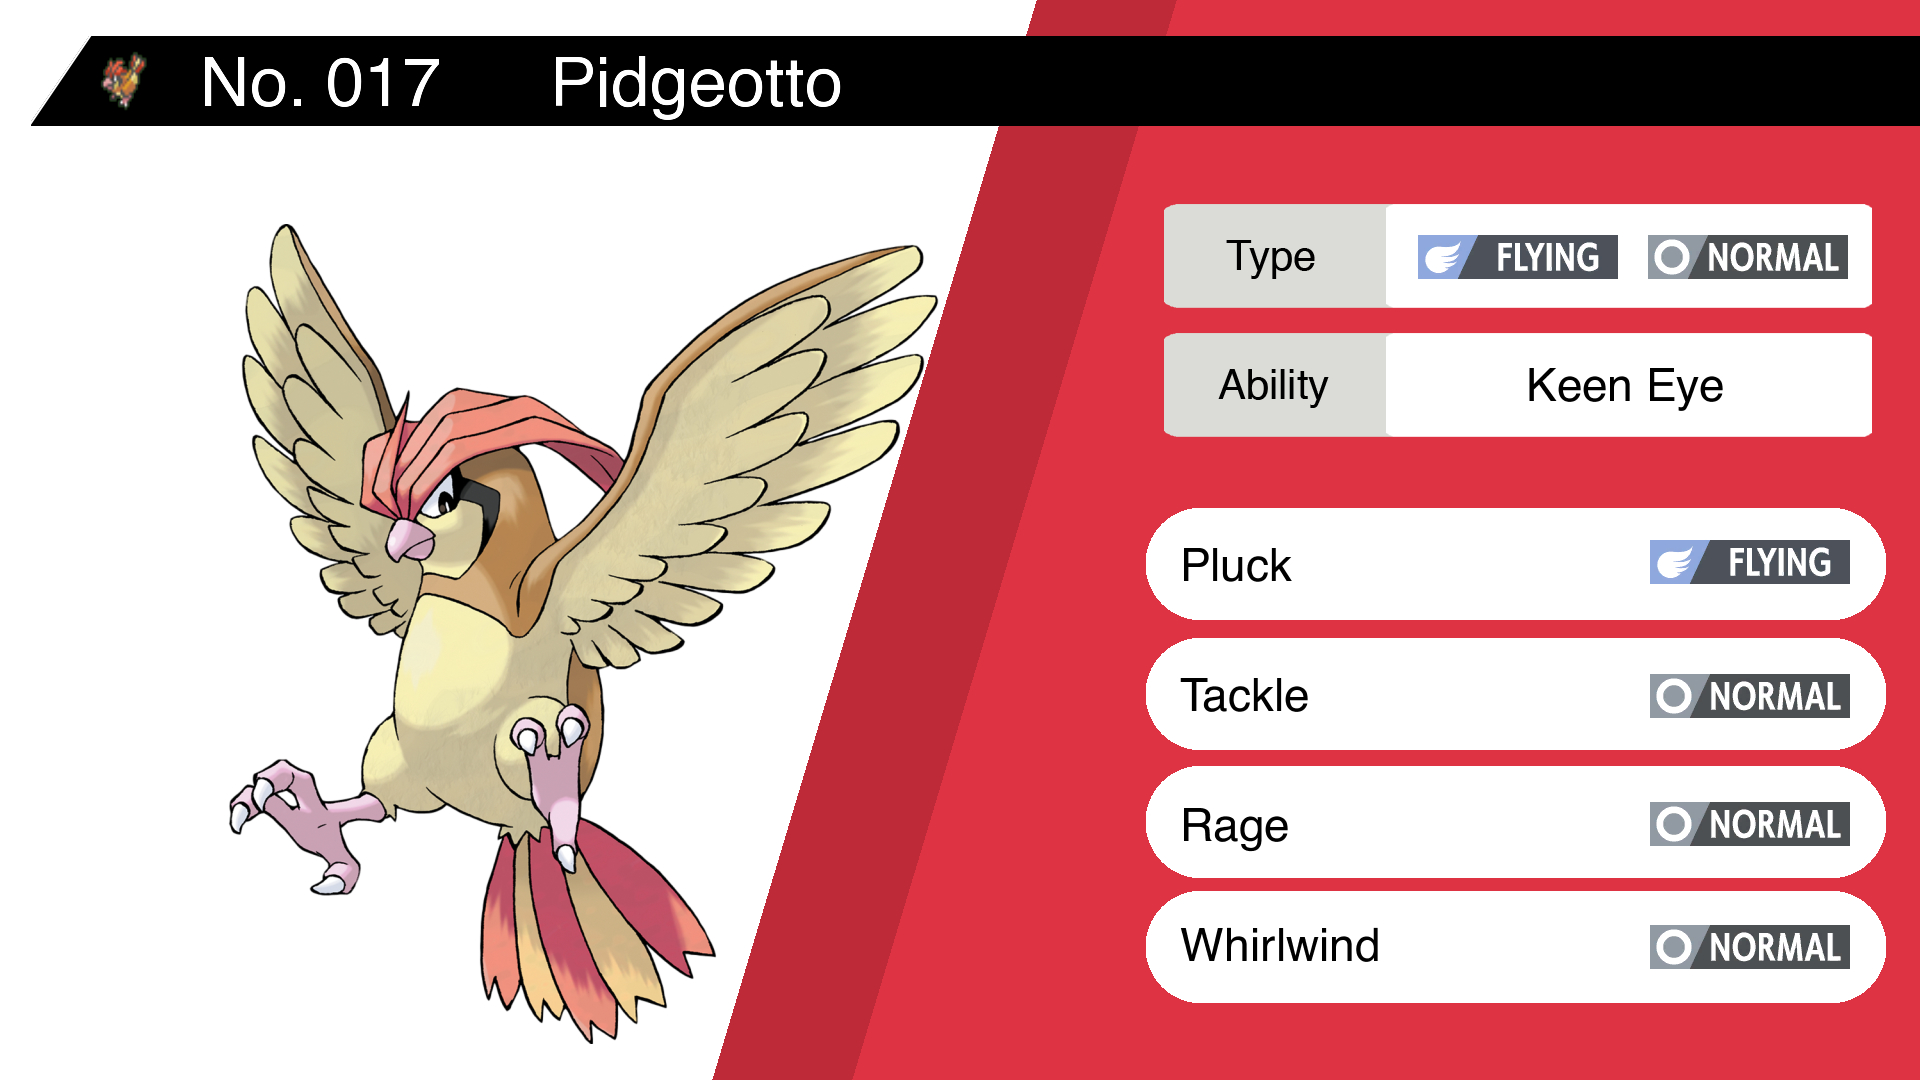 No. 017 Pidgeotto
Type FLYING NORMAL
Ability Keen Eye
Pluck FLYING
Tackle NORMAL
Rage NORMAL
Whirlwind NORMAL